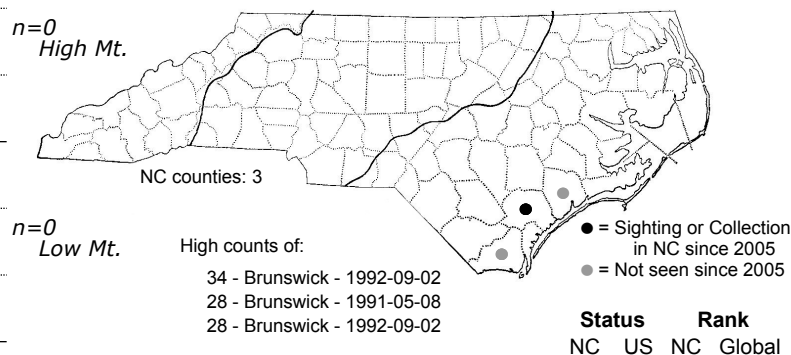 n=0
High Mt.
NC counties: 3
n=0
Low Mt.
High counts of:
34 - Brunswick - 1992-09-02
28 - Brunswick - 1991-05-08
28 - Brunswick - 1992-09-02
● = Sighting or Collection
in NC since 2005
● = Not seen since 2005
Status Rank
NC US NC Global